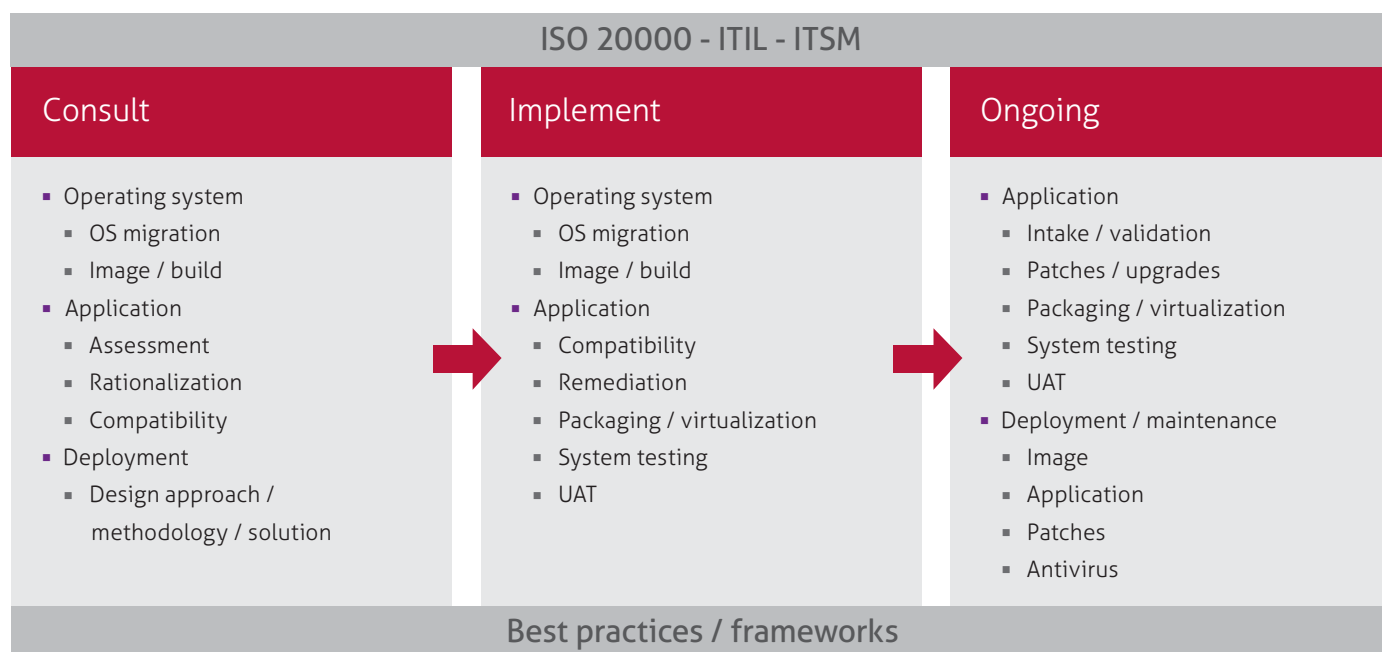 ISO 20000 - ITIL - ITSM
Consult
▪ Operating system
▪ OS migration
▪ Image / build
▪ Application
▪ Assessment
▪ Rationalization
▪ Compatibility
▪ Deployment
▪ Design approach /
methodology / solution
Implement
▪ Operating system
▪ OS migration
▪ Image / build
▪ Application
▪ Compatibility
▪ Remediation
▪ Packaging / virtualization
▪ System testing
▪ UAT
Ongoing
▪ Application
▪ Intake / validation
▪ Patches / upgrades
▪ Packaging / virtualization
▪ System testing
▪ UAT
▪ Deployment / maintenance
▪ Image
▪ Application
▪ Patches
▪ Antivirus
Best practices / frameworks